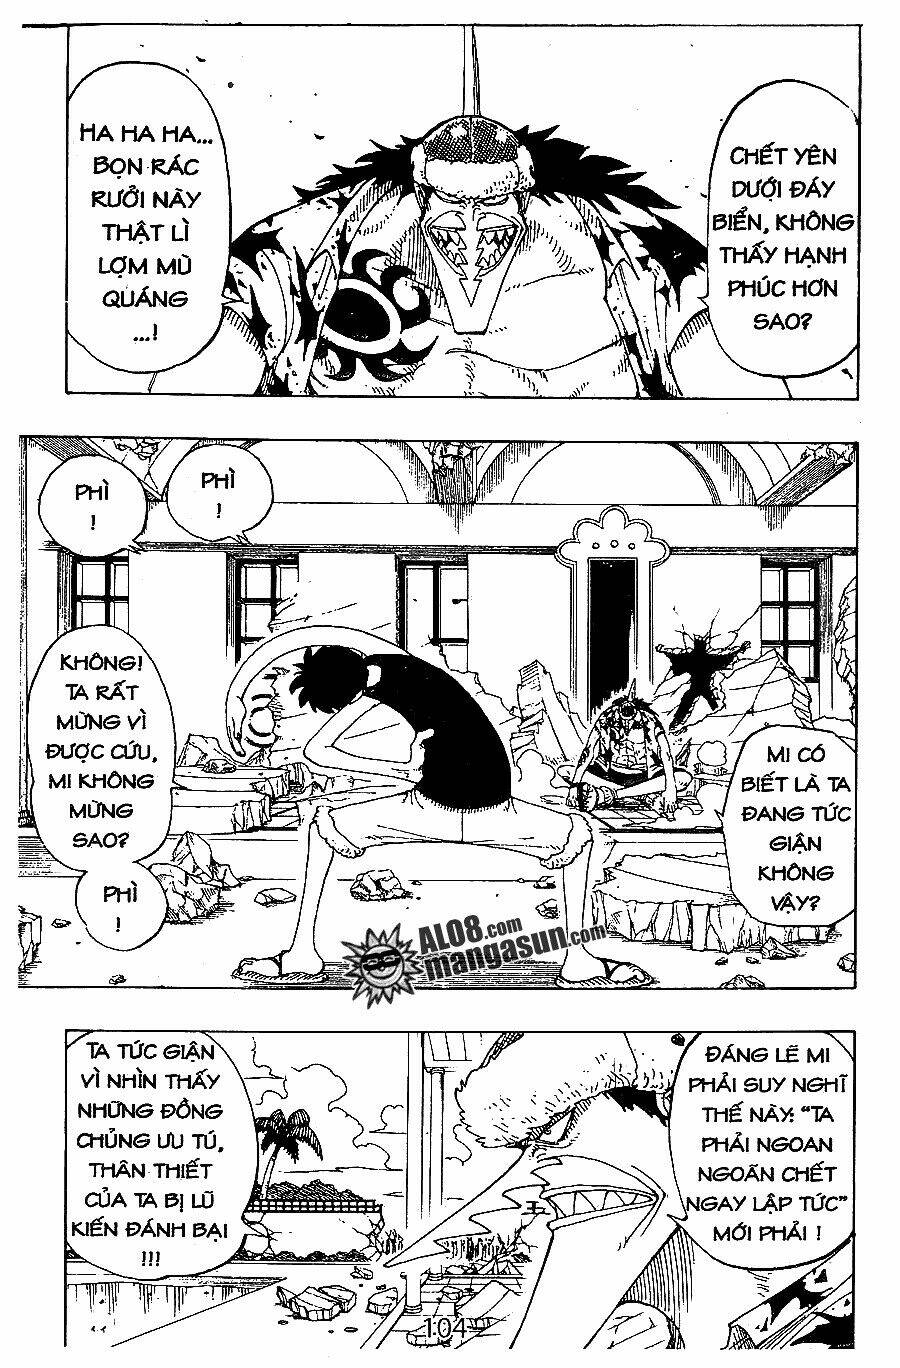 CHẾT YÊN
DƯỚI ĐÁY
BIỂN, KHÔNG
THẤY HẠNH
PHÚC HƠN
SAO?
HA HA HA...
BỌN RÁC
RƯỞI NÀY
THẬT LÌ
LỢM MÙ
QUÁNG
...!
PHÌ
!
PHÌ
!
MI CÓ
BIẾT LÀ TA
ĐANG TỨC
GIẬN
KHÔNG
VẬY?
KHÔNG!
TA RẤT
MỪNG VÌ
ĐƯỢC CỨU,
MI KHÔNG
MỪNG
SAO?
PHÌ
!
AL08.com
mangasun.com
ĐÁNG LẼ MI
PHẢI SUY NGHĨ
THẾ NÀY: "TA
PHẢI NGOAN
NGOÃN CHẾT
NGAY LẬP TỨC"
MỚI PHẢI !
TA TỨC GIẬN
VÌ NHÌN THẤY
NHỮNG ĐỒNG
CHỦNG ƯU TÚ,
THÂN THIẾT
CỦA TA BỊ LŨ
KIẾN ĐÁNH BẠI
!!!
104